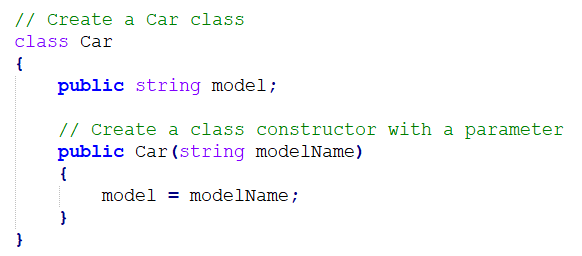 // Create a Car class
class Car
{
    public string model;

    // Create a class constructor with a parameter
    public Car(string modelName)
    {
        model = modelName;
    }
}